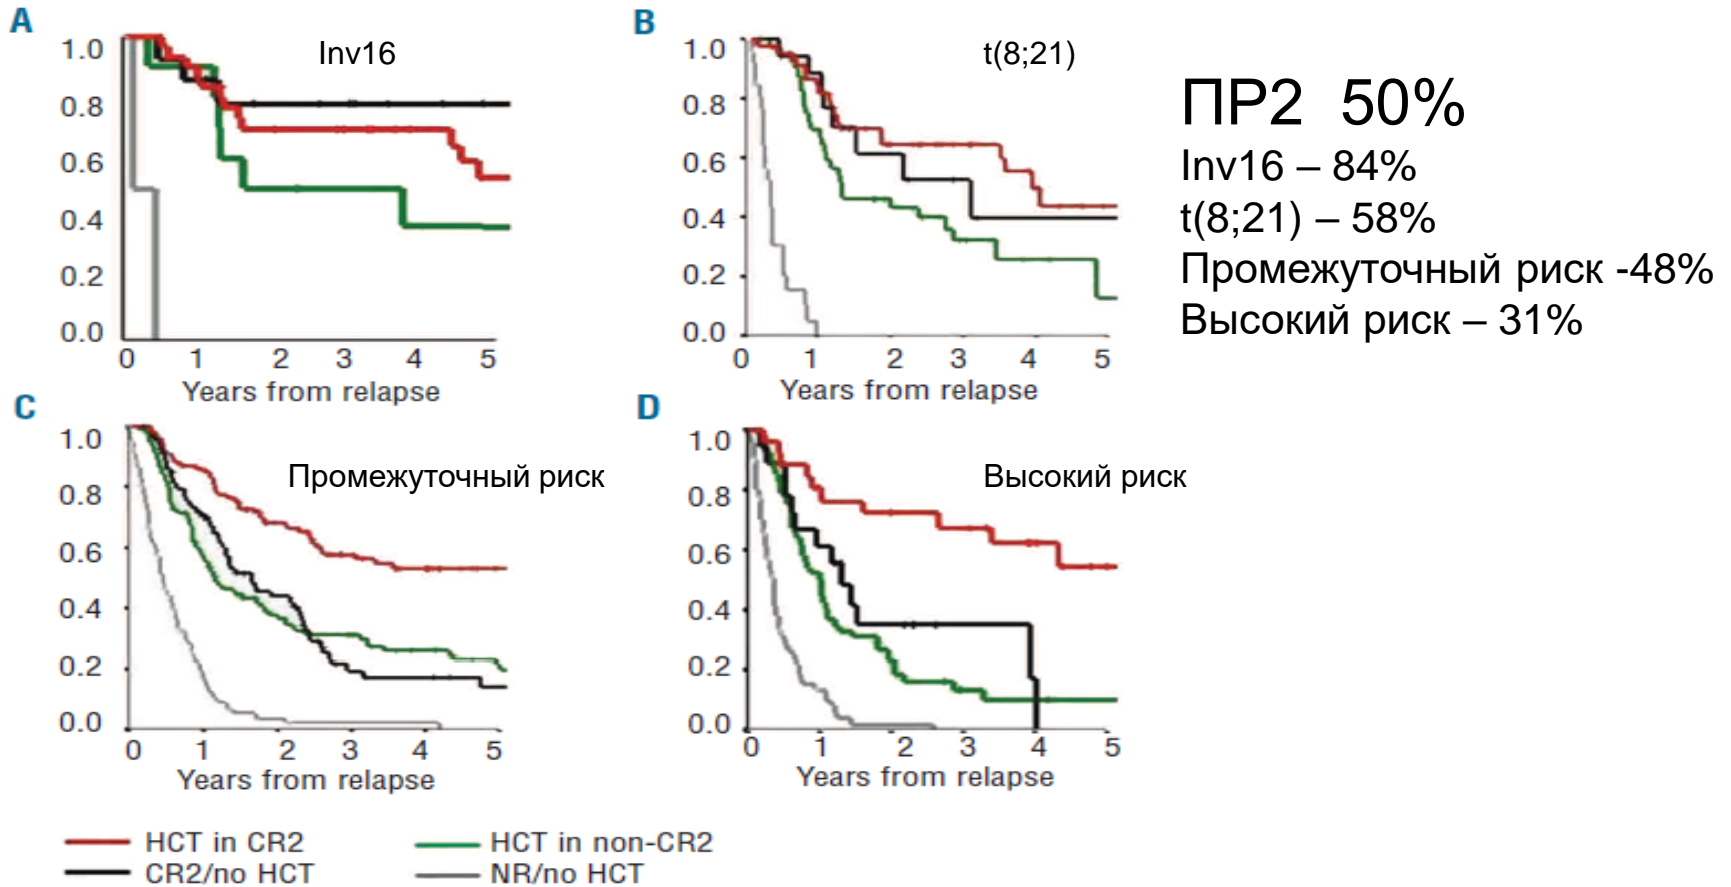 A
Inv16
1.0
0.8
0.6
0.4
0.2
0.0
0 1 2 3 4 5
Years from relapse
B
t(8;21)
1.0
0.8
0.6
0.4
0.2
0.0
0 1 2 3 4 5
Years from relapse
ПР2 50%
Inv16 – 84%
t(8;21) – 58%
Промежуточный риск -48%
Высокий риск – 31%
C
Промежуточный риск
1.0
0.8
0.6
0.4
0.2
0.0
0 1 2 3 4 5
Years from relapse
D
Высокий риск
1.0
0.8
0.6
0.4
0.2
0.0
0 1 2 3 4 5
Years from relapse
HCT in CR2
HCT in non-CR2
CR2/no HCT
NR/no HCT